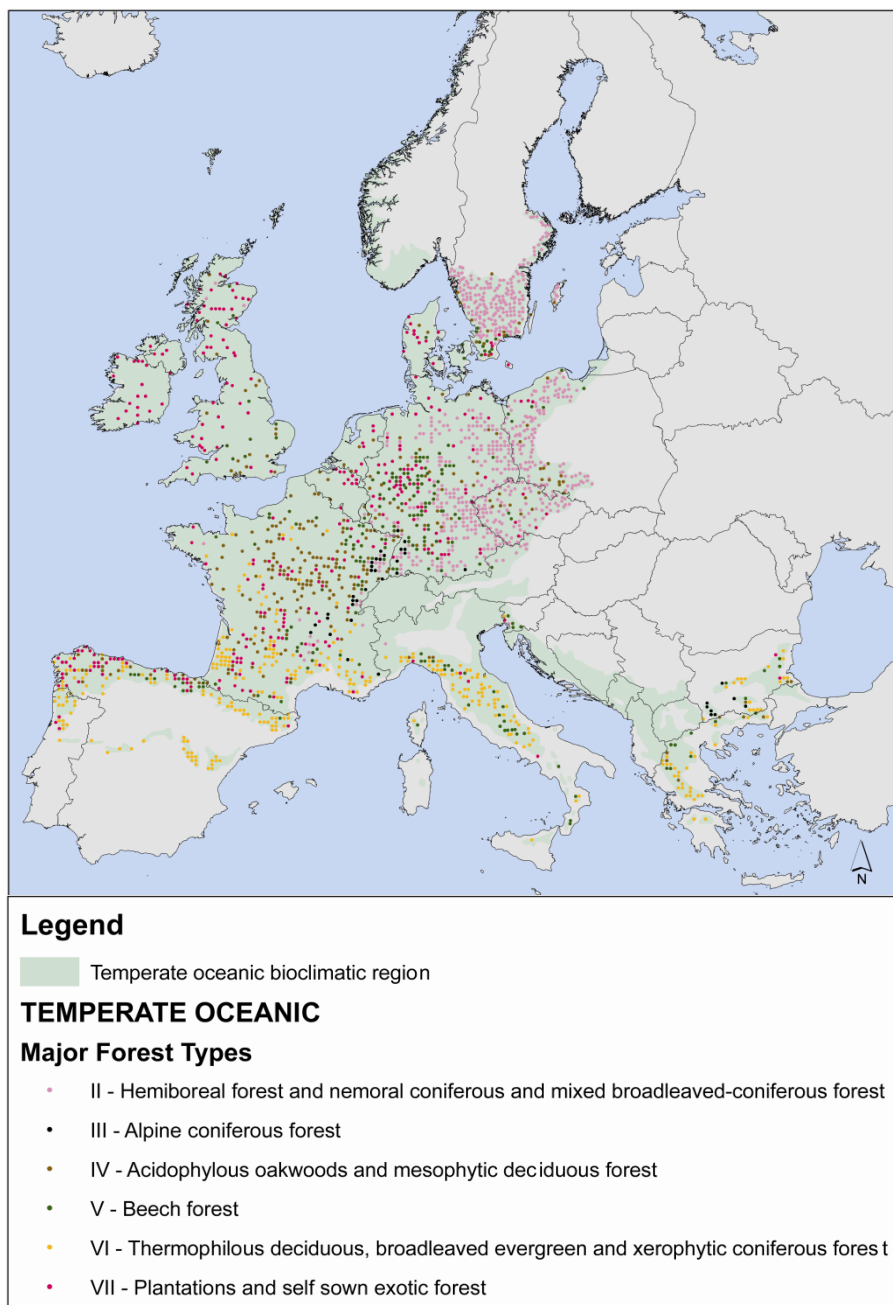 N
Legend
Temperate oceanic bioclimatic region
TEMPERATE OCEANIC
Major Forest Types
II - Hemiboreal forest and nemoral coniferous and mixed broadleaved-coniferous forest
III - Alpine coniferous forest
IV - Acidophylous oakwoods and mesophytic deciduous forest
V - Beech forest
VI - Thermophilous deciduous, broadleaved evergreen and xerophytic coniferous forest
VII - Plantations and self sown exotic forest